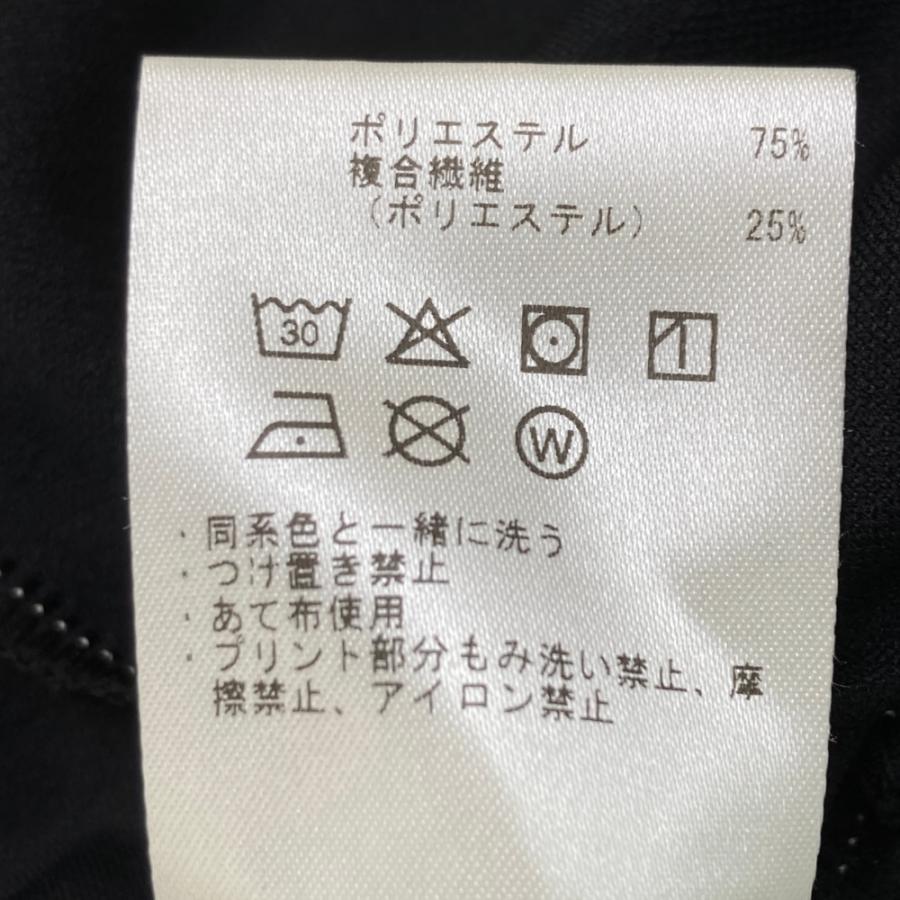 ポリエステル 75%
複合繊維
(ポリエステル) 25%
30
W
・同系色と一緒に洗う
・つけ置き禁止
・あて布使用
・プリント部分もみ洗い禁止、摩
擦禁止、アイロン禁止